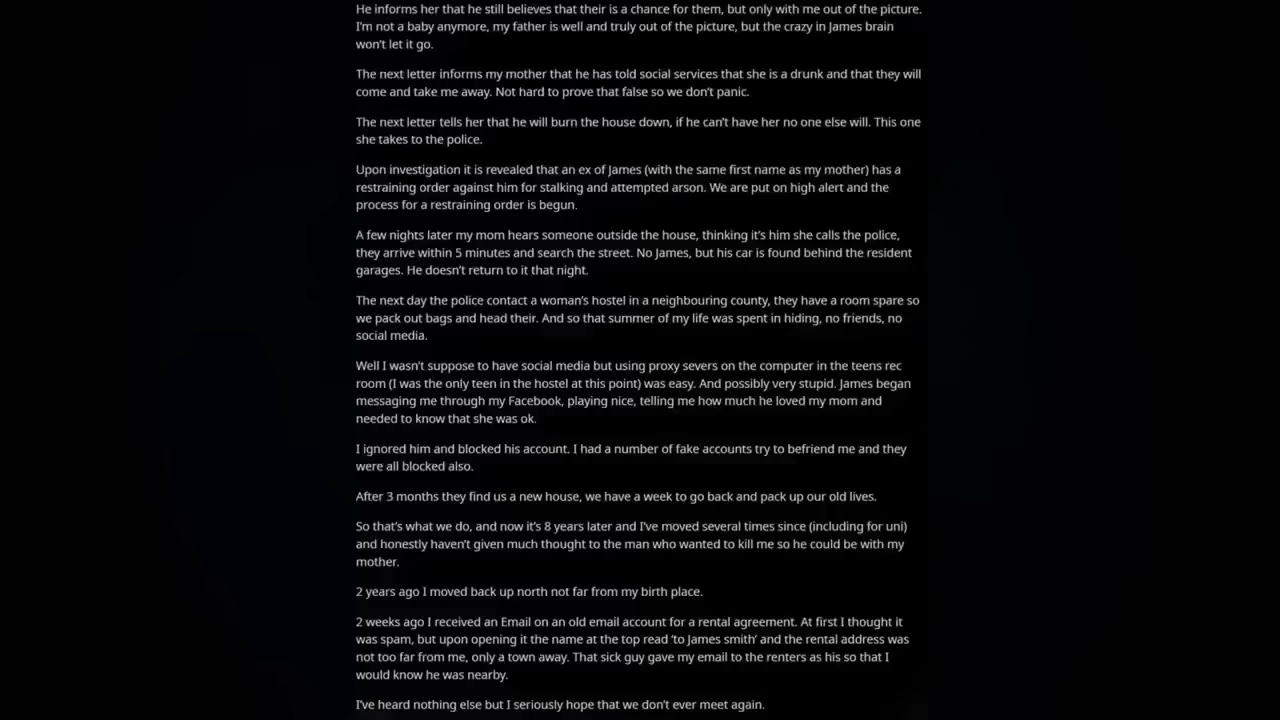 He informs her that he still believes that their is a chance for them, but only with me out of the picture.
I'm not a baby anymore, my father is well and truly out of the picture, but the crazy in James brain
won't let it go.
The next letter informs my mother that he has told social services that she is a drunk and that they will
come and take me away. Not hard to prove that false so we don't panic.
The next letter tells her that he will burn the house down, if he can't have her no one else will. This one
she takes to the police.
Upon investigation it is revealed that an ex of James (with the same first name as my mother) has a
restraining order against him for stalking and attempted arson. We are put on high alert and the
process for a restraining order is begun.
A few nights later my mom hears someone outside the house, thinking it's him she calls the police,
they arrive within 5 minutes and search the street. No James, but his car is found behind the resident
garages. He doesn't return to it that night.
The next day the police contact a woman's hostel in a neighbouring county, they have a room spare so
we pack out bags and head their. And so that summer of my life was spent in hiding, no friends, no
social media.
Well I wasn't suppose to have social media but using proxy severs on the computer in the teens rec
room (I was the only teen in the hostel at this point) was easy. And possibly very stupid. James began
messaging me through my Facebook, playing nice, telling me how much he loved my mom and
needed to know that she was ok.
I ignored him and blocked his account. I had a number of fake accounts try to befriend me and they
were all blocked also.
After 3 months they find us a new house, we have a week to go back and pack up our old lives.
So that's what we do, and now it's 8 years later and I've moved several times since (including for uni)
and honestly haven't given much thought to the man who wanted to kill me so he could be with my
mother.
2 years ago I moved back up north not far from my birth place.
2 weeks ago I received an Email on an old email account for a rental agreement. At first I thought it
was spam, but upon opening it the name at the top read 'to James smith' and the rental address was
not too far from me, only a town away. That sick guy gave my email to the renters as his so that I
would know he was nearby.
I've heard nothing else but I seriously hope that we don't ever meet again.